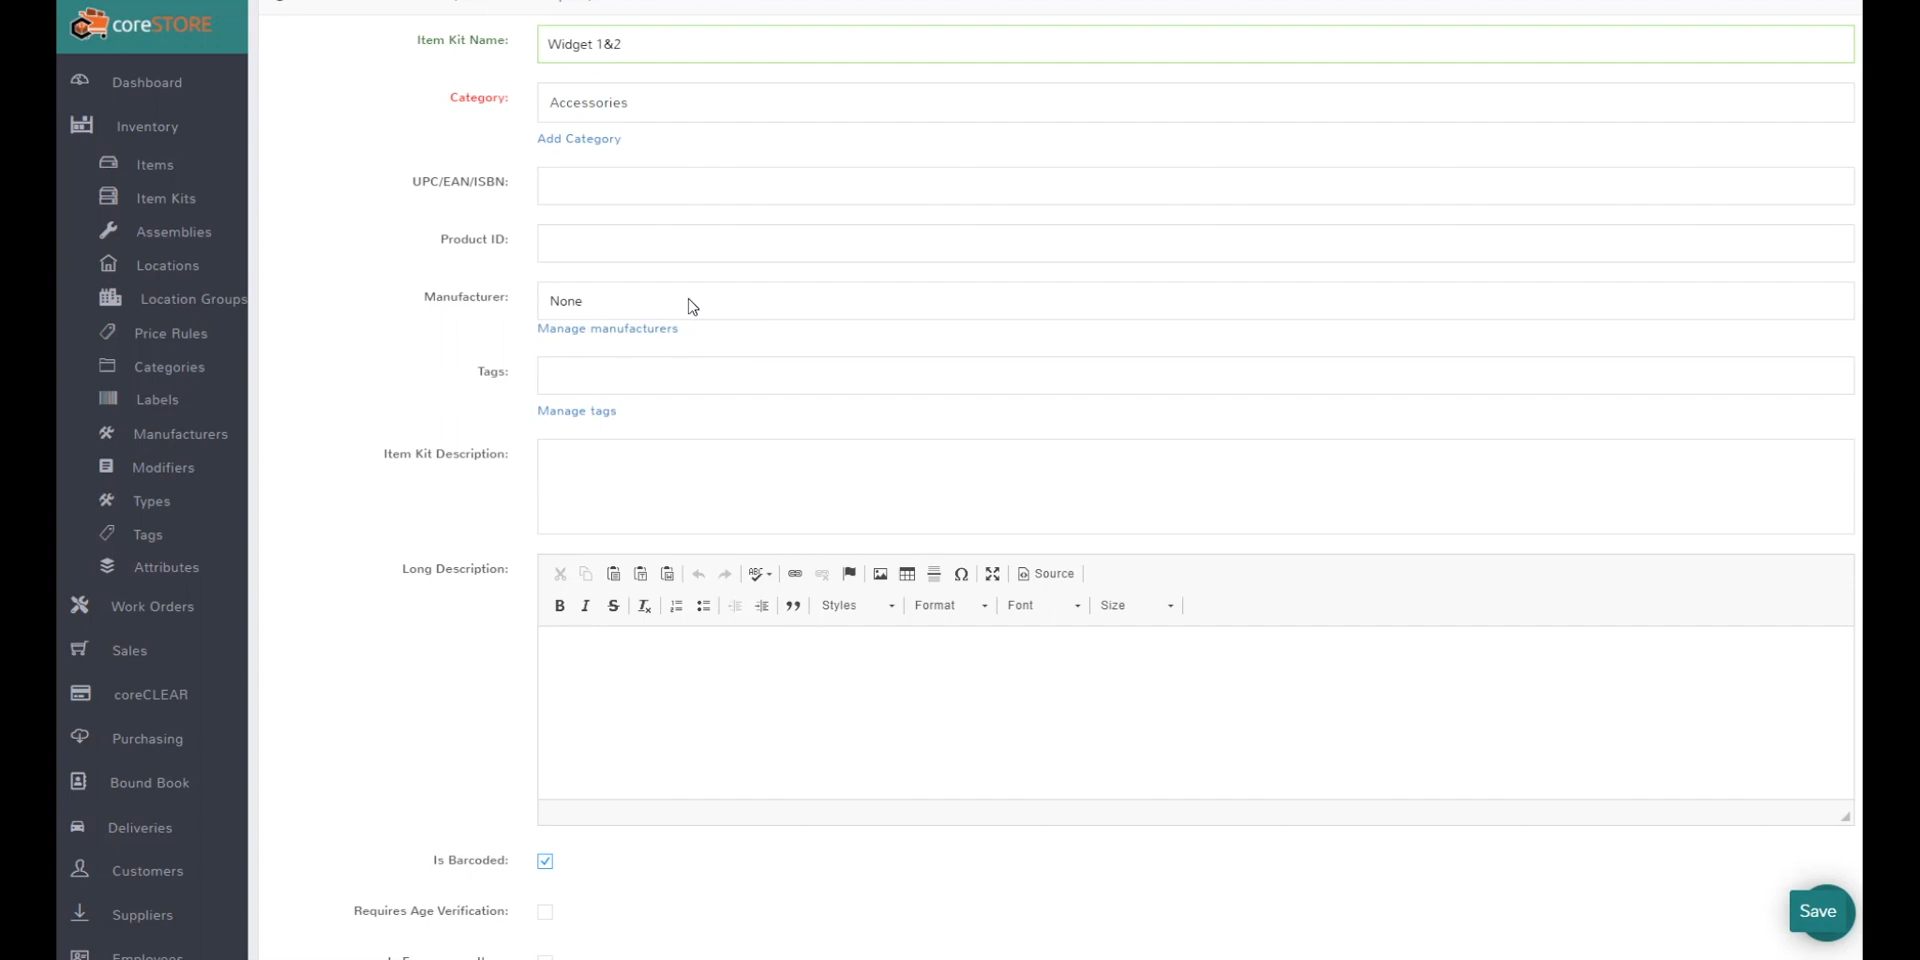 coreSTORE
Dashboard
Inventory
Items
Item Kits
Assemblies
Locations
Location Groups
Price Rules
Categories
Labels
Manufacturers
Modifiers
Types
Tags
Attributes
Work Orders
Sales
coreCLEAR
Purchasing
Bound Book
Deliveries
Customers
Suppliers
Employees
Item Kit Name: Widget 1&2
Category: Accessories
Add Category
UPC/EAN/ISBN:
Product ID:
Manufacturer: None
Manage manufacturers
Tags:
Manage tags
Item Kit Description:
Long Description:
Source
Styles Format Font Size
Is Barcoded:
Requires Age Verification:
Save